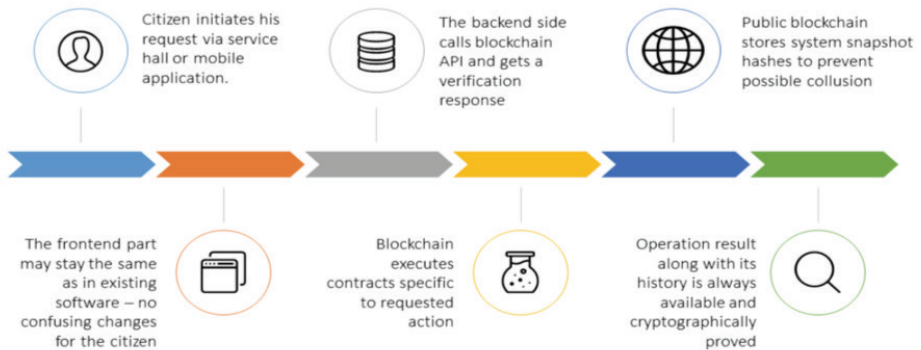 Citizen initiates his
request via service
hall or mobile
application.
The frontend part
may stay the same
as in existing
software – no
confusing changes
for the citizen
The backend side
calls blockchain
API and gets a
verification
response
Blockchain
executes
contracts specific
to requested
action
Public blockchain
stores system snapshot
hashes to prevent
possible collusion
Operation result
along with its
history is always
available and
cryptographically
proved